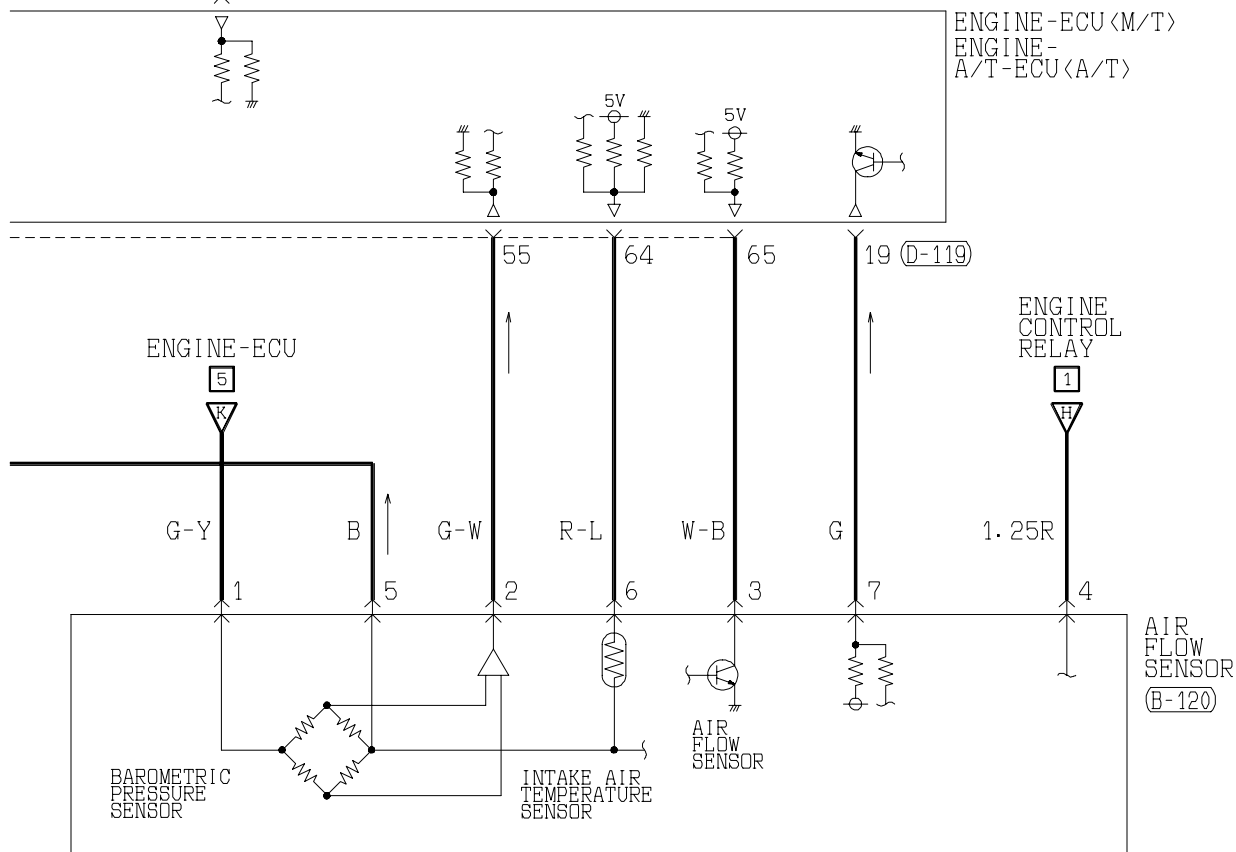 ENGINE-ECU<M/T>
ENGINE-
A/T-ECU<A/T>
5V
5V
55
64
65
19 D-119
ENGINE
CONTROL
RELAY
ENGINE-ECU
5
1
K
H
G-Y
B
G-W
R-L
W-B
G
1.25R
1
5
2
6
3
7
4
AIR
FLOW
SENSOR
B-120
AIR
FLOW
SENSOR
BAROMETRIC
PRESSURE
SENSOR
INTAKE AIR
TEMPERATURE
SENSOR